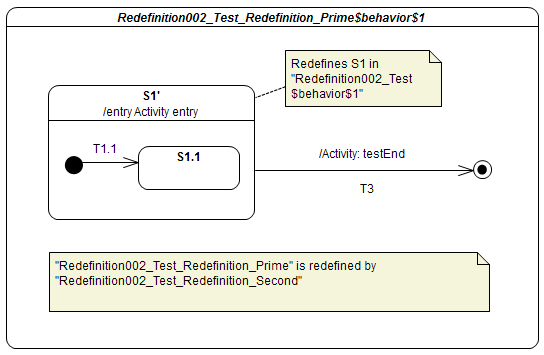 Redefinition002_Test_Redefinition_Prime$behavior$1
Redefines S1 in
"Redefinition002_Test
$behavior$1"
S1'
/entry Activity entry
T1.1
S1.1
/Activity: testEnd
T3
"Redefinition002_Test_Redefinition_Prime" is redefined by
"Redefinition002_Test_Redefinition_Second"